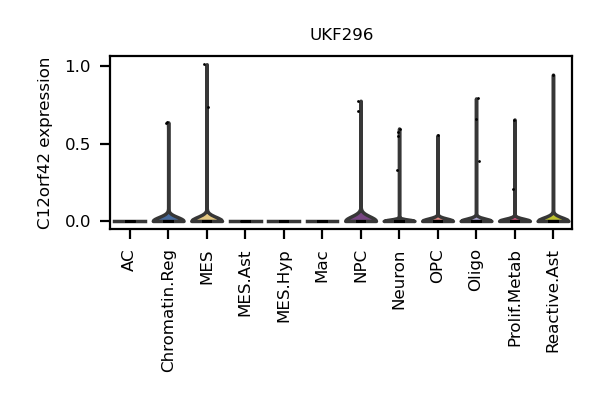 UKF296
C12orf42 expression
1.0
0.5
0.0
AC
Chromatin.Reg
MES
MES.Ast
MES.Hyp
Mac
NPC
Neuron
OPC
Oligo
Prolif.Metab
Reactive.Ast